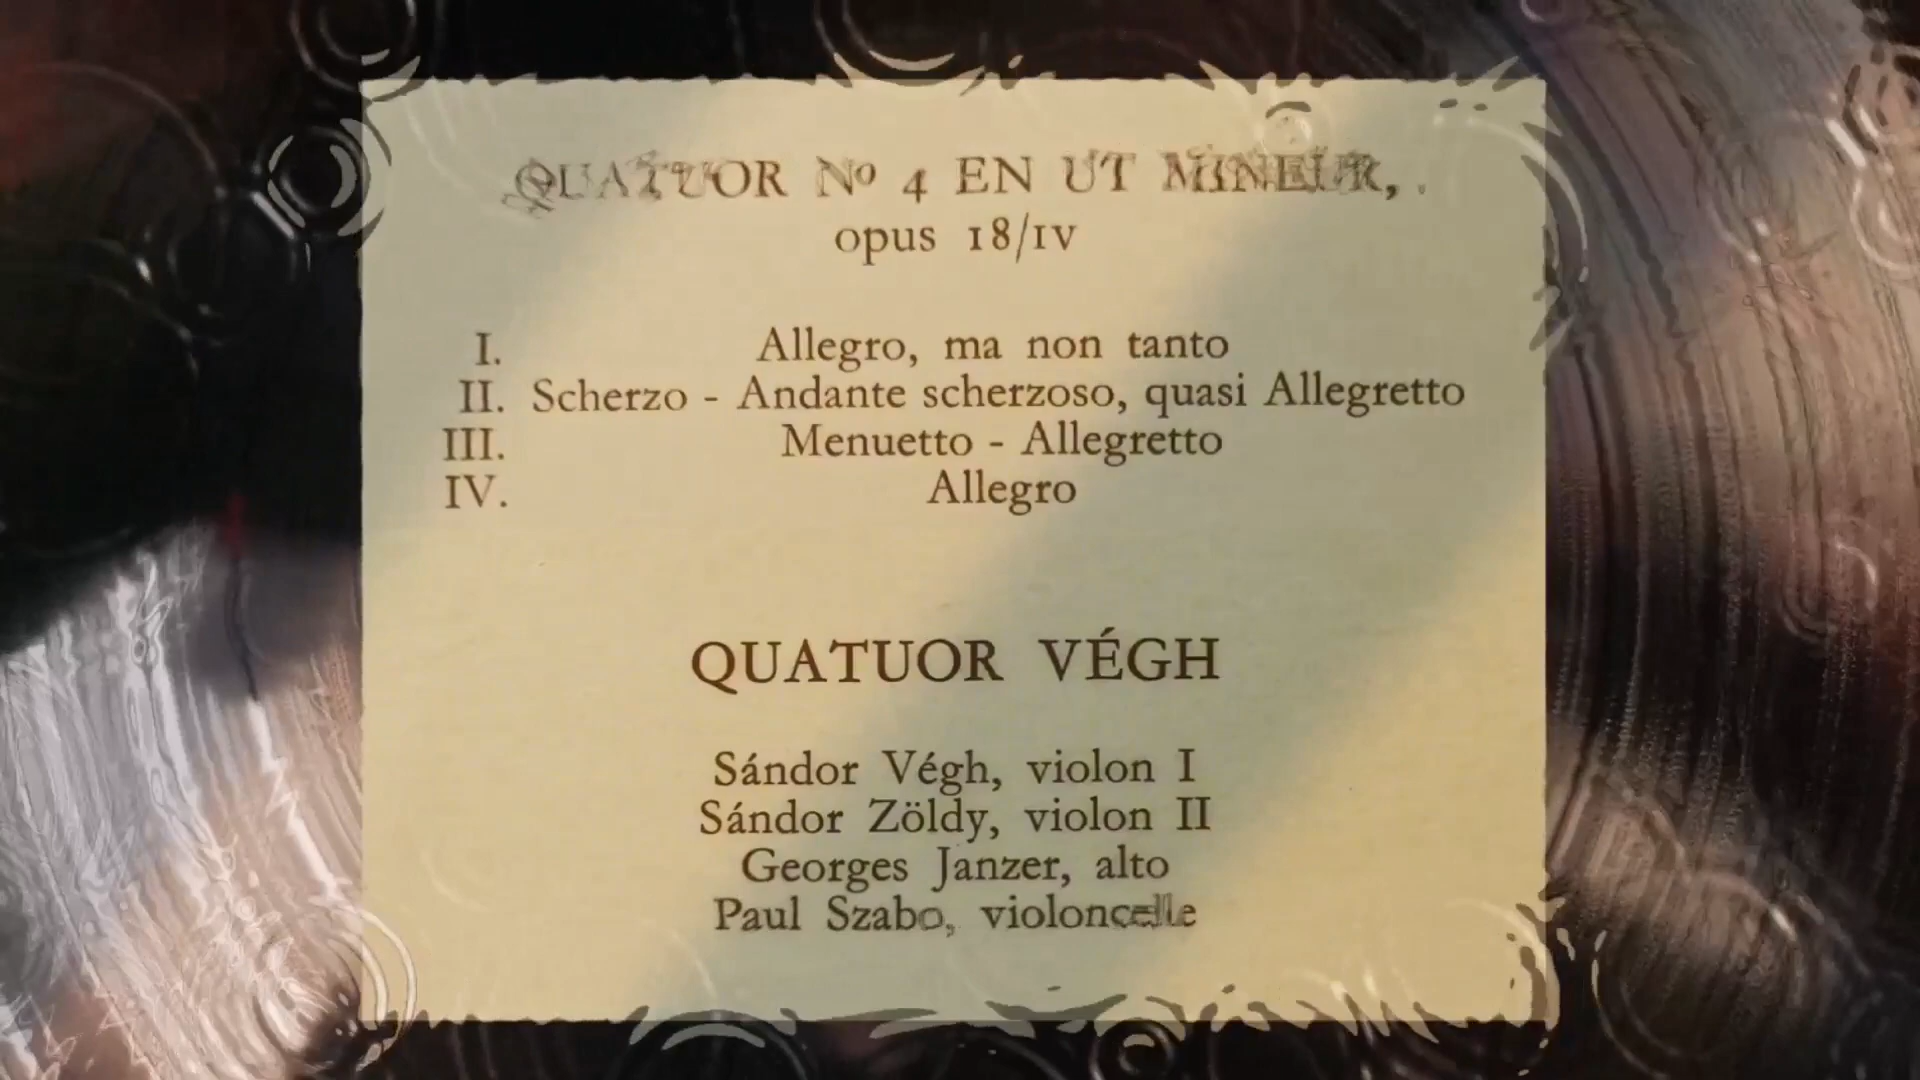 QUATUOR Nº 4 EN UT MINEUR,
opus 18/IV
I. Allegro, ma non tanto
II. Scherzo - Andante scherzoso, quasi Allegretto
III. Menuetto - Allegretto
IV. Allegro
QUATUOR VÉGH
Sándor Végh, violon I
Sándor Zöldy, violon II
Georges Janzer, alto
Paul Szabo, violoncelle